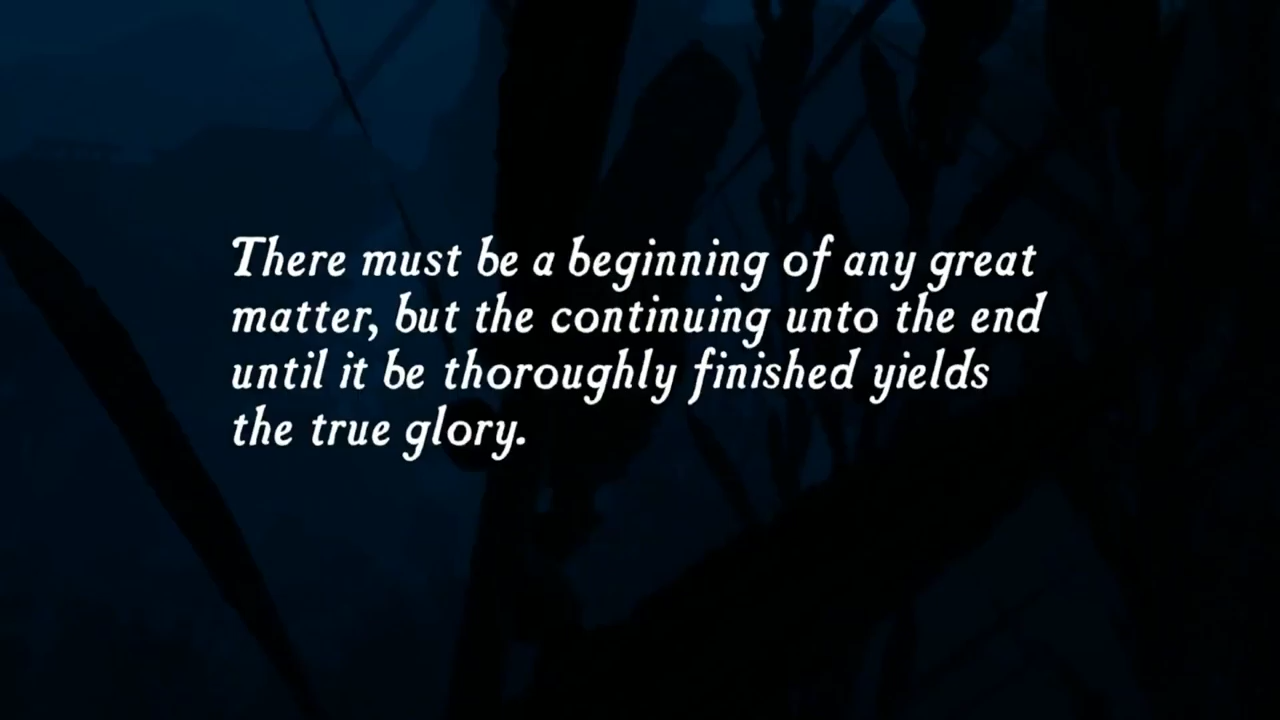 There must be a beginning of any great
matter, but the continuing unto the end
until it be thoroughly finished yields
the true glory.